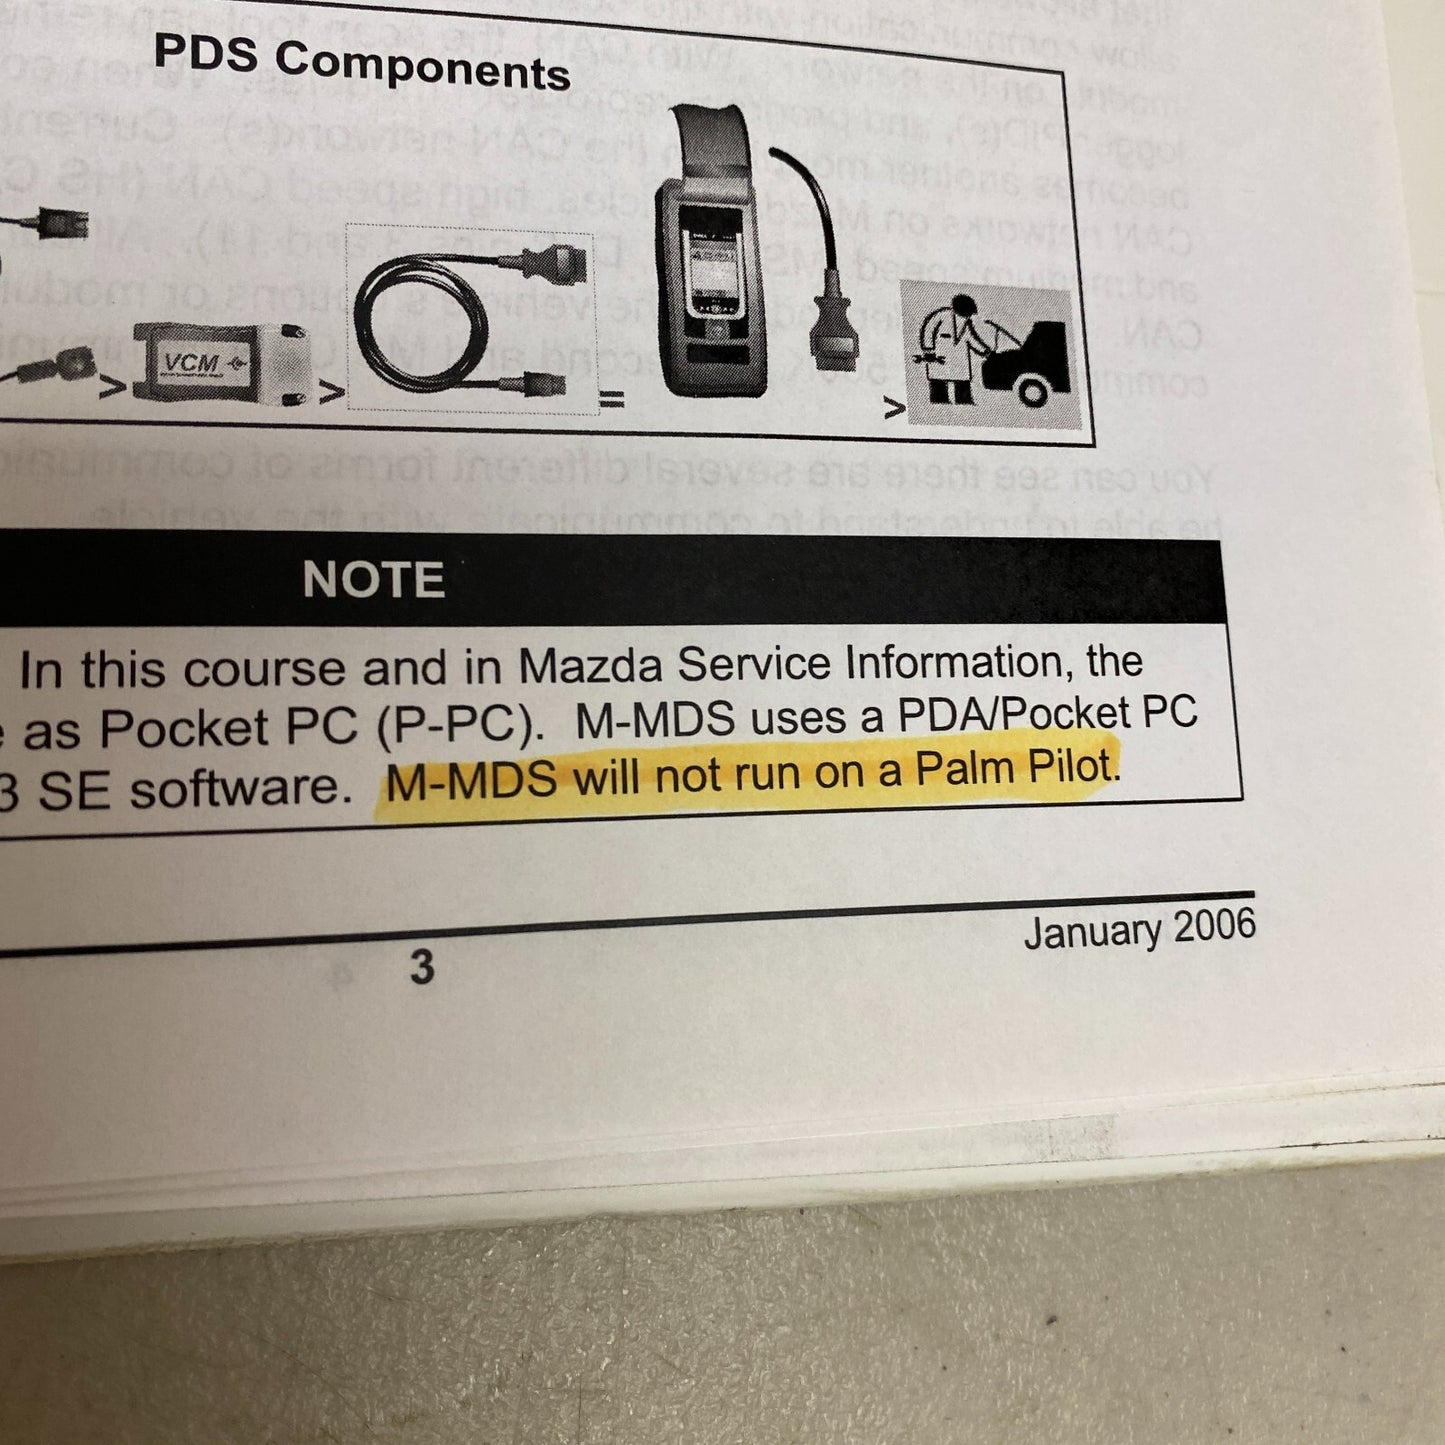 PDS Components
VCM
>
>
=
>
NOTE
In this course and in Mazda Service Information, the
as Pocket PC (P-PC). M-MDS uses a PDA/Pocket PC
3 SE software. M-MDS will not run on a Palm Pilot.
January 2006
3